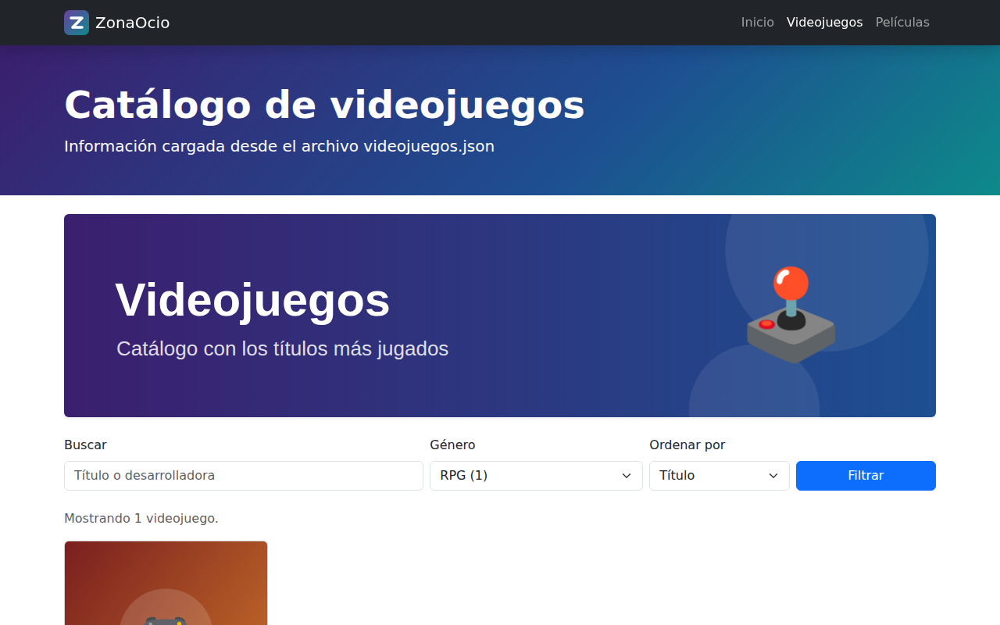 ZonaOcio
Inicio Videojuegos Películas
Catálogo de videojuegos
Información cargada desde el archivo videojuegos.json
Videojuegos
Catálogo con los títulos más jugados
Buscar Género Ordenar por
Título o desarrolladora RPG (1) Título Filtrar
Mostrando 1 videojuego.